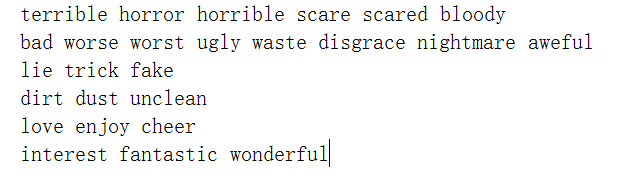 terrible horror horrible scare scared bloody
bad worse worst ugly waste disgrace nightmare aweful
lie trick fake
dirt dust unclean
love enjoy cheer
interest fantastic wonderful